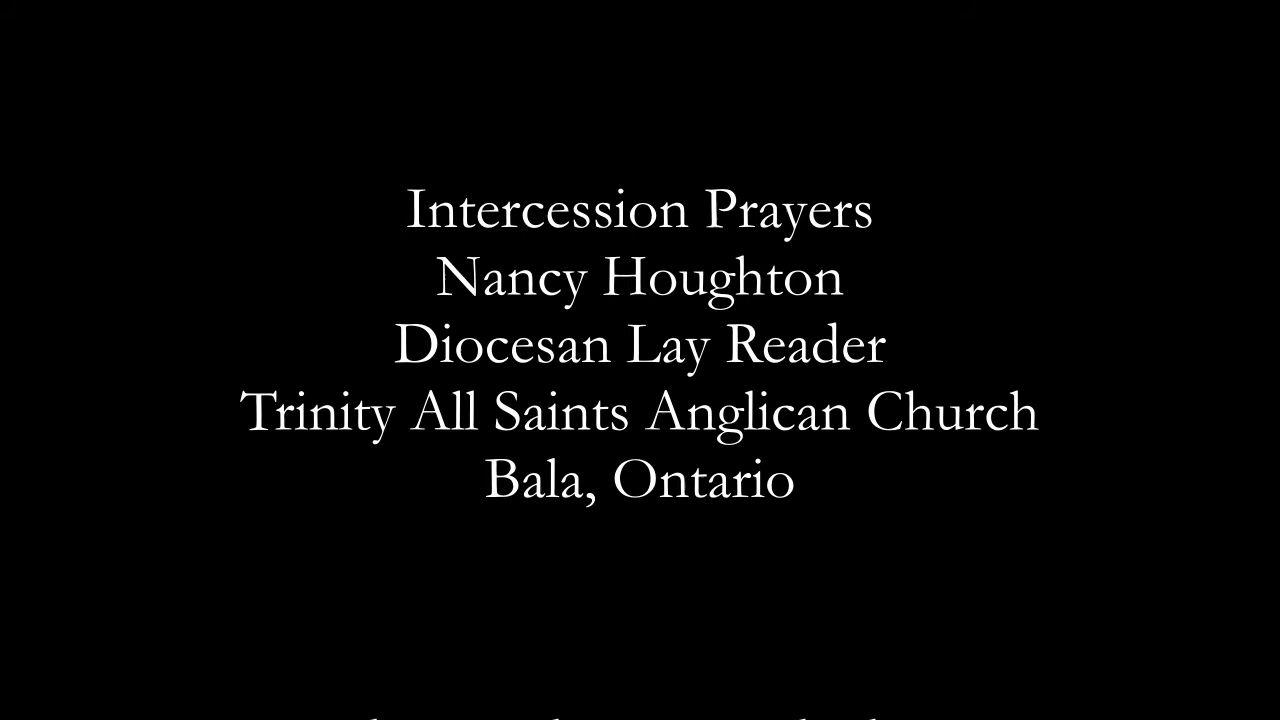 Intercession Prayers
Nancy Houghton
Diocesan Lay Reader
Trinity All Saints Anglican Church
Bala, Ontario